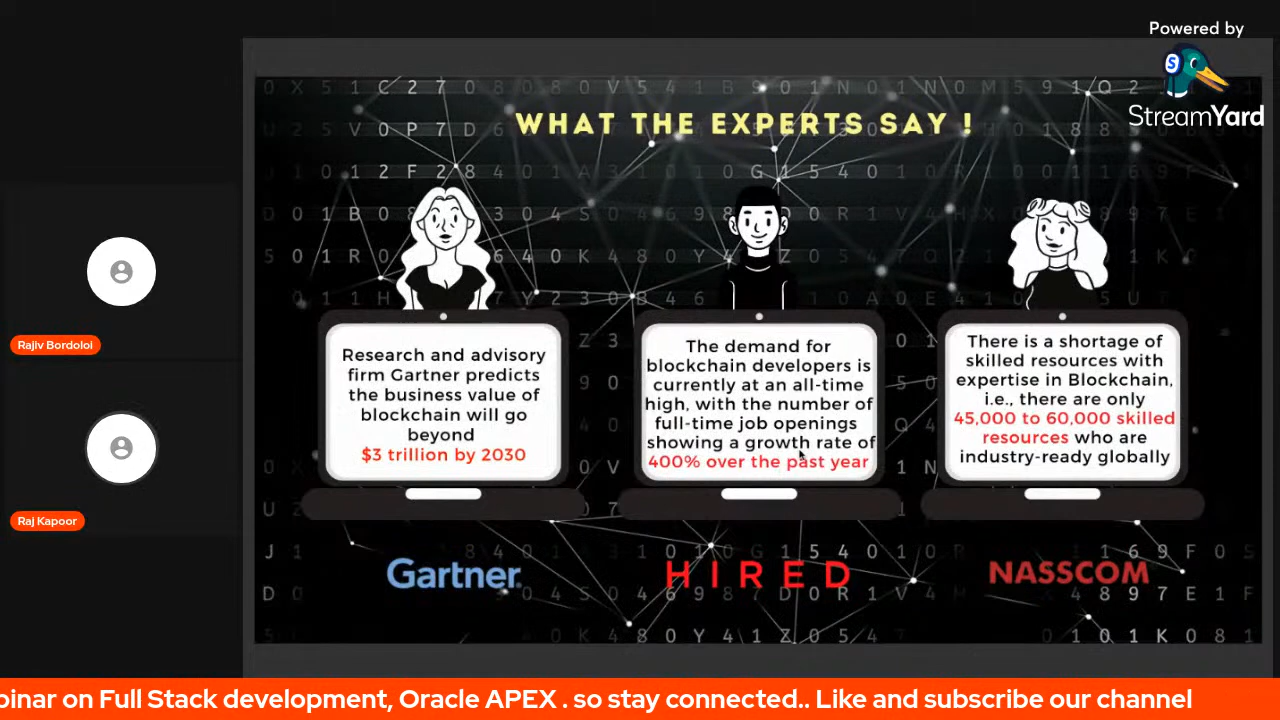 Powered by
StreamYard
WHAT THE EXPERTS SAY !
Research and advisory
firm Gartner predicts
the business value of
blockchain will go
beyond
$3 trillion by 2030
The demand for
blockchain developers is
currently at an all-time
high, with the number of
full-time job openings
showing a growth rate of
400% over the past year
There is a shortage of
skilled resources with
expertise in Blockchain,
i.e., there are only
45,000 to 60,000 skilled
resources who are
industry-ready globally
Gartner
HIRED
NASSCOM
Rajiv Bordoloi
Raj Kapoor
on Full Stack development, Oracle APEX . so stay connected.. Like and subscribe our channel